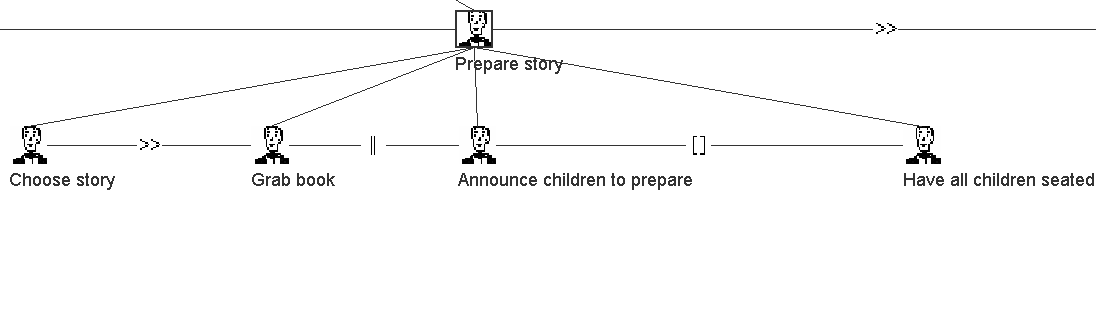 >>
Prepare story
>> || []
Choose story Grab book Announce children to prepare Have all children seated